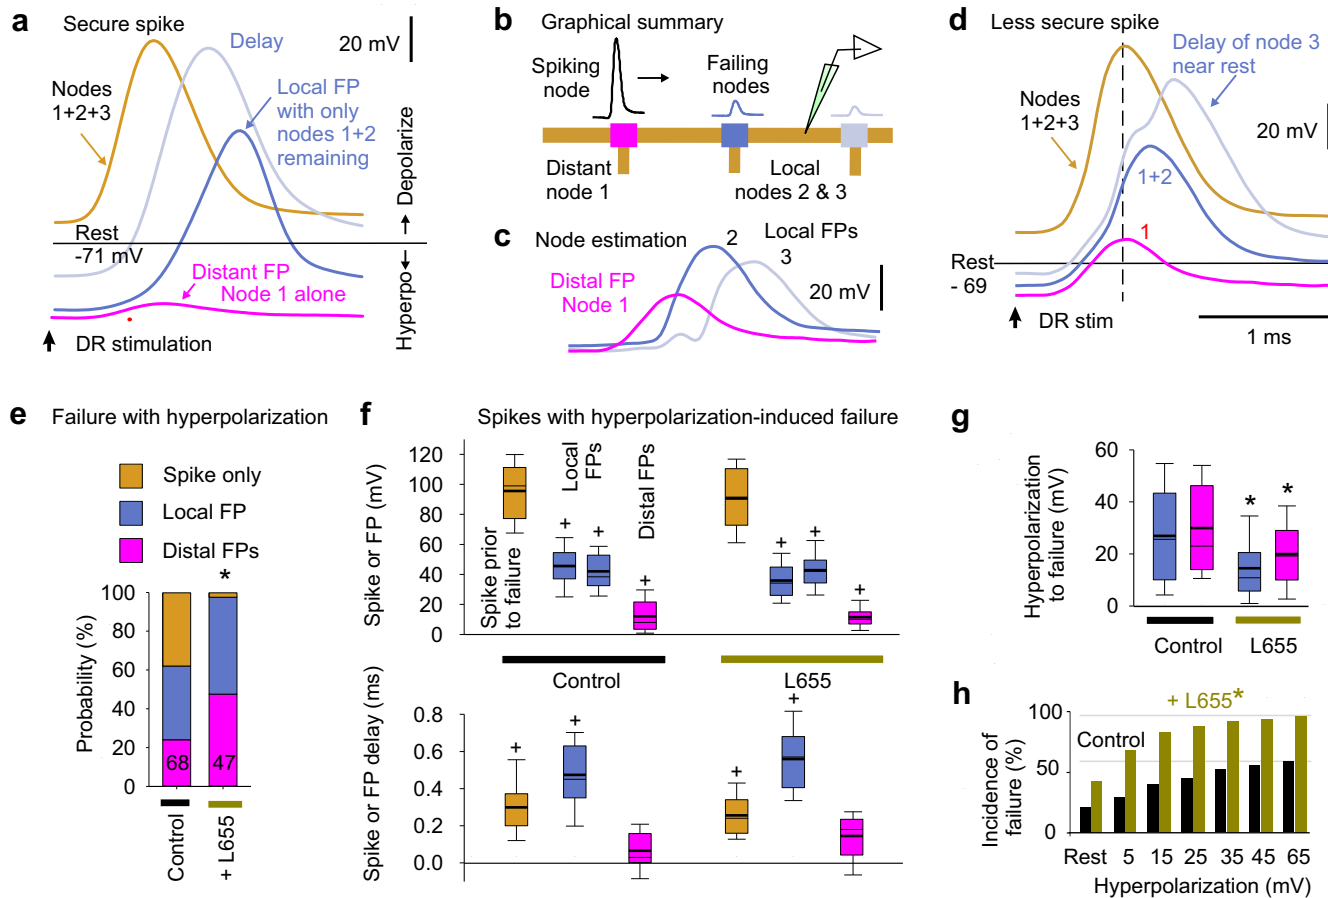 a
Secure spike
20 mV
Delay
Nodes
1+2+3
Local FP
with only
nodes 1+2
remaining
Depolarize
Rest
-71 mV
Hyperpo
Distant FP
Node 1 alone
DR stimulation
b
Graphical summary
Spiking
node
Failing
nodes
Distant
node 1
Local
nodes 2 & 3
c
Node estimation
2
Local FPs
3
Distal FP
Node 1
20 mV
d
Less secure spike
Delay of node 3
near rest
Nodes
1+2+3
20 mV
1+2
1
Rest
- 69
DR stim
1 ms
e
Failure with hyperpolarization
Spike only
Local FP
Distal FPs
*
Probability (%)
100
80
60
40
20
0
68
47
Control
+ L655
f
Spikes with hyperpolarization-induced failure
Spike or FP (mV)
120
100
80
60
40
20
0
Spike prior
to failure
Local
FPs
Distal FPs
+ + + + + +
Control
L655
Spike or FP delay (ms)
0.8
0.6
0.4
0.2
0.0
+ + + +
g
Hyperpolarization
to failure (mV)
60
40
20
0
* *
Control
L655
h
+ L655*
Control
Incidence of
failure (%)
100
50
0
Rest 5 15 25 35 45 65
Hyperpolarization (mV)